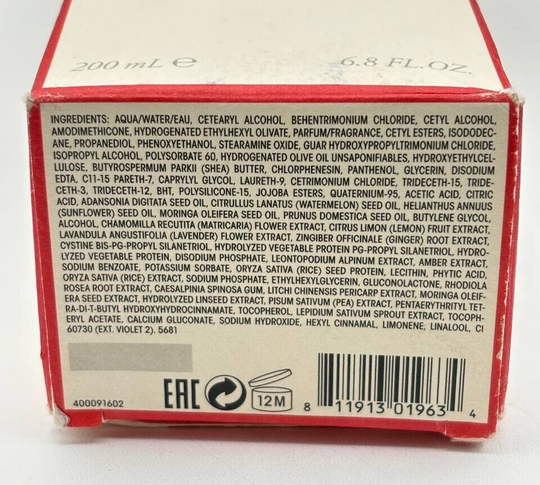 200 mL ℮ 6.8 FL.OZ.
INGREDIENTS: AQUA/WATER/EAU, CETEARYL ALCOHOL, BEHENTRIMONIUM CHLORIDE, CETYL ALCOHOL,
AMODIMETHICONE, HYDROGENATED ETHYLHEXYL OLIVATE, PARFUM/FRAGRANCE, CETYL ESTERS, ISODODEC-
ANE, PROPANEDIOL, PHENOXYETHANOL, STEARAMINE OXIDE, GUAR HYDROXYPROPYLTRIMONIUM CHLORIDE,
ISOPROPYL ALCOHOL, POLYSORBATE 60, HYDROGENATED OLIVE OIL UNSAPONIFIABLES, HYDROXYETHYLCEL-
LULOSE, BUTYROSPERMUM PARKII (SHEA) BUTTER, CHLORPHENESIN, PANTHENOL, GLYCERIN, DISODIUM
EDTA, C11-15 PARETH-7, CAPRYLYL GLYCOL, LAURETH-9, CETRIMONIUM CHLORIDE, TRIDECETH-15, TRIDE-
CETH-3, TRIDECETH-12, BHT, POLYSILICONE-15, JOJOBA ESTERS, QUATERNIUM-95, ACETIC ACID, CITRIC
ACID, ADANSONIA DIGITATA SEED OIL, CITRULLUS LANATUS (WATERMELON) SEED OIL, HELIANTHUS ANNUUS
(SUNFLOWER) SEED OIL, MORINGA OLEIFERA SEED OIL, PRUNUS DOMESTICA SEED OIL, BUTYLENE GLYCOL,
ALCOHOL, CHAMOMILLA RECUTITA (MATRICARIA) FLOWER EXTRACT, CITRUS LIMON (LEMON) FRUIT EXTRACT,
LAVANDULA ANGUSTIFOLIA (LAVENDER) FLOWER EXTRACT, ZINGIBER OFFICINALE (GINGER) ROOT EXTRACT,
CYSTINE BIS-PG-PROPYL SILANETRIOL, HYDROLYZED VEGETABLE PROTEIN PG-PROPYL SILANETRIOL, HYDRO-
LYZED VEGETABLE PROTEIN, DISODIUM PHOSPHATE, LEONTOPODIUM ALPINUM EXTRACT, AMBER EXTRACT,
SODIUM BENZOATE, POTASSIUM SORBATE, ORYZA SATIVA (RICE) SEED PROTEIN, LECITHIN, PHYTIC ACID,
ORYZA SATIVA (RICE) EXTRACT, SODIUM PHOSPHATE, ETHYLHEXYLGLYCERIN, GLUCONOLACTONE, RHODIOLA
ROSEA ROOT EXTRACT, CAESALPINIA SPINOSA GUM, LITCHI CHINENSIS PERICARP EXTRACT, MORINGA OLEIF-
ERA SEED EXTRACT, HYDROLYZED LINSEED EXTRACT, PISUM SATIVUM (PEA) EXTRACT, PENTAERYTHRITYL TET-
RA-DI-T-BUTYL HYDROXYHYDROCINNAMATE, TOCOPHEROL, LEPIDIUM SATIVUM SPROUT EXTRACT, TOCOPH-
ERYL ACETATE, CALCIUM GLUCONATE, SODIUM HYDROXIDE, HEXYL CINNAMAL, LIMONENE, LINALOOL, CI
60730 (EXT. VIOLET 2). 5681
400091602 EAC 12M 8 11913 01963 4